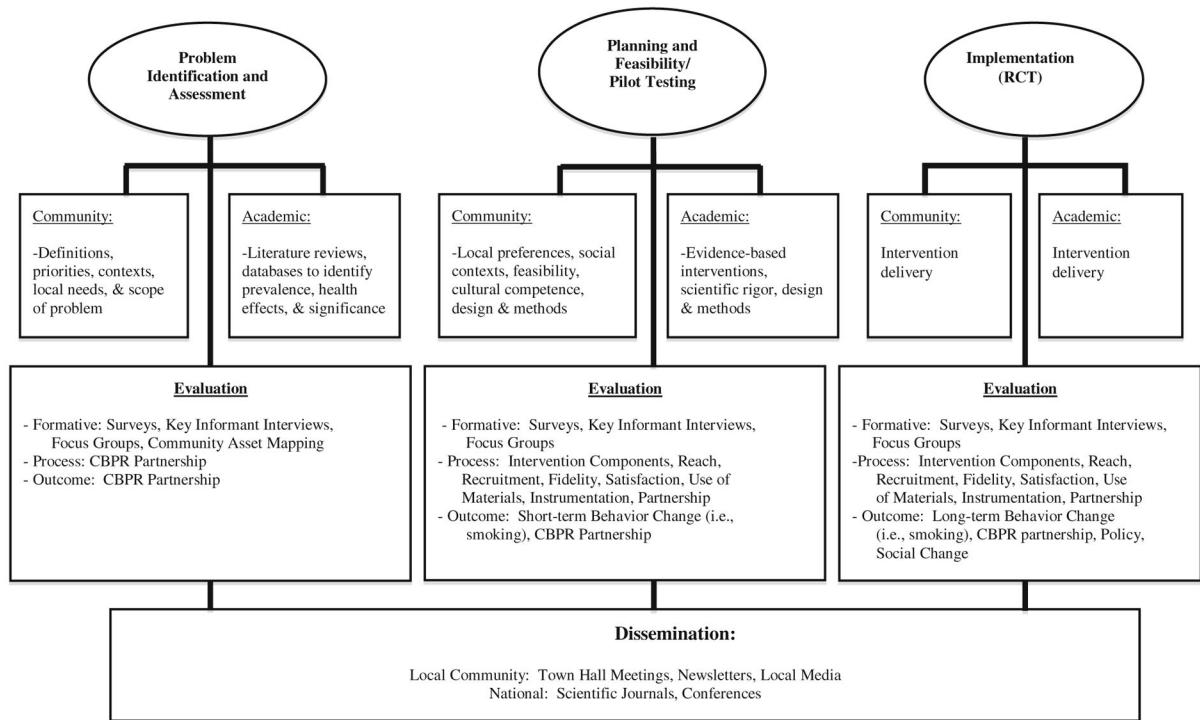 Problem
Identification and
Assessment
Planning and
Feasibility/
Pilot Testing
Implementation
(RCT)
Community:
-Definitions,
priorities, contexts,
local needs, & scope
of problem
Academic:
-Literature reviews,
databases to identify
prevalence, health
effects, & significance
Community:
-Local preferences, social
contexts, feasibility,
cultural competence,
design & methods
Academic:
-Evidence-based
interventions,
scientific rigor, design
& methods
Community:
Intervention
delivery
Academic:
Intervention
delivery
Evaluation
- Formative: Surveys, Key Informant Interviews,
Focus Groups, Community Asset Mapping
- Process: CBPR Partnership
- Outcome: CBPR Partnership
Evaluation
- Formative: Surveys, Key Informant Interviews,
Focus Groups
- Process: Intervention Components, Reach,
Recruitment, Fidelity, Satisfaction, Use of
Materials, Instrumentation, Partnership
- Outcome: Short-term Behavior Change (i.e.,
smoking), CBPR Partnership
Evaluation
- Formative: Surveys, Key Informant Interviews,
Focus Groups
-Process: Intervention Components, Reach,
Recruitment, Fidelity, Satisfaction, Use
of Materials, Instrumentation, Partnership
- Outcome: Long-term Behavior Change
(i.e., smoking), CBPR partnership, Policy,
Social Change
Dissemination:
Local Community: Town Hall Meetings, Newsletters, Local Media
National: Scientific Journals, Conferences